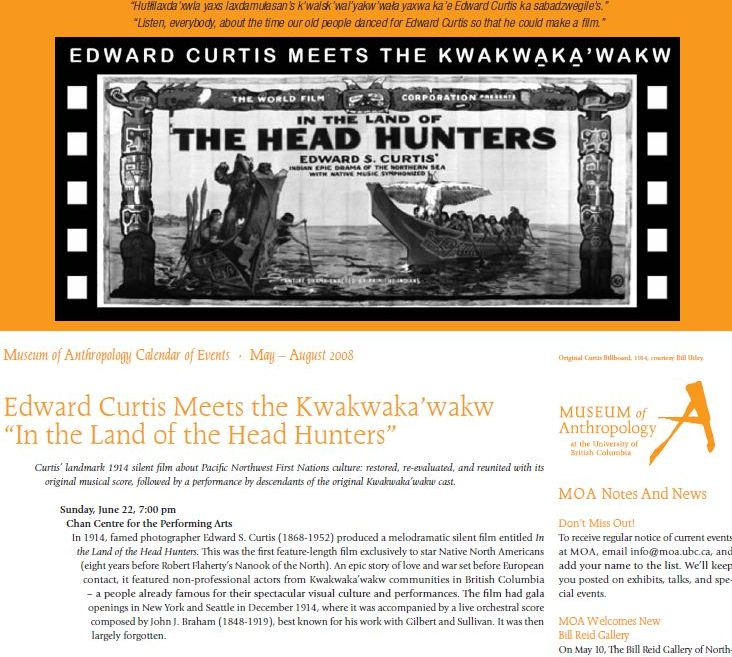 “Hutłilaxda’xwla yaxs laxdamułasan’s k’walsk’wal’yakw’wała yaxwa ka’e Edward Curtis ka sabadzwegile’s.”
“Listen, everybody, about the time our old people danced for Edward Curtis so that he could make a film.”
EDWARD CURTIS MEETS THE KWAKWA̱KA̱’WAKW
THE WORLD FILM CORPORATION PRESENTS
IN THE LAND OF
THE HEAD HUNTERS
EDWARD S. CURTIS’
INDIAN EPIC DRAMA OF THE NORTHERN SEA
WITH NATIVE MUSIC SYMPHONIZED
ENTIRE DRAMA ENACTED BY PRIMITIVE INDIANS
Museum of Anthropology Calendar of Events · May – August 2008
Original Curtis Billboard, 1914, courtesy Bill Utley.
Edward Curtis Meets the Kwakwaka’wakw
“In the Land of the Head Hunters”
Curtis’ landmark 1914 silent film about Pacific Northwest First Nations culture: restored, re-evaluated, and reunited with its
original musical score, followed by a performance by descendants of the original Kwakwaka’wakw cast.
Sunday, June 22, 7:00 pm
Chan Centre for the Performing Arts
In 1914, famed photographer Edward S. Curtis (1868-1952) produced a melodramatic silent film entitled In
the Land of the Head Hunters. This was the first feature-length film exclusively to star Native North Americans
(eight years before Robert Flaherty’s Nanook of the North). An epic story of love and war set before European
contact, it featured non-professional actors from Kwakwaka’wakw communities in British Columbia
– a people already famous for their spectacular visual culture and performances. The film had gala
openings in New York and Seattle in December 1914, where it was accompanied by a live orchestral score
composed by John J. Braham (1848-1919), best known for his work with Gilbert and Sullivan. It was then
largely forgotten.
MUSEUM of
Anthropology
at the University of
British Columbia
MOA Notes And News
Don’t Miss Out!
To receive regular notice of current events
at MOA, email info@moa.ubc.ca, and
add your name to the list. We’ll keep
you posted on exhibits, talks, and spe-
cial events.
MOA Welcomes New
Bill Reid Gallery
On May 10, The Bill Reid Gallery of North-